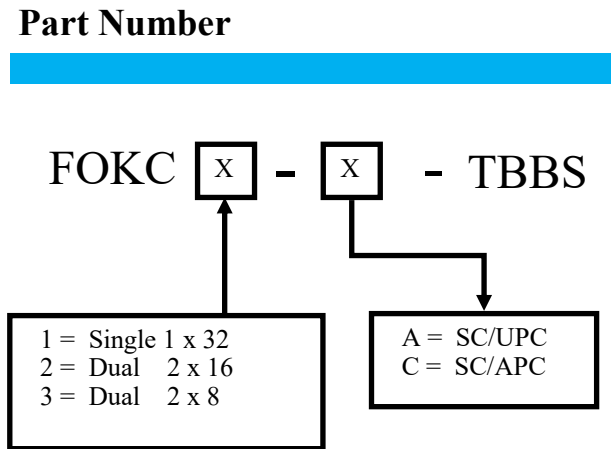 Part Number
FOKC X - X - TBBS
1 = Single 1 x 32
2 = Dual 2 x 16
3 = Dual 2 x 8
A = SC/UPC
C = SC/APC